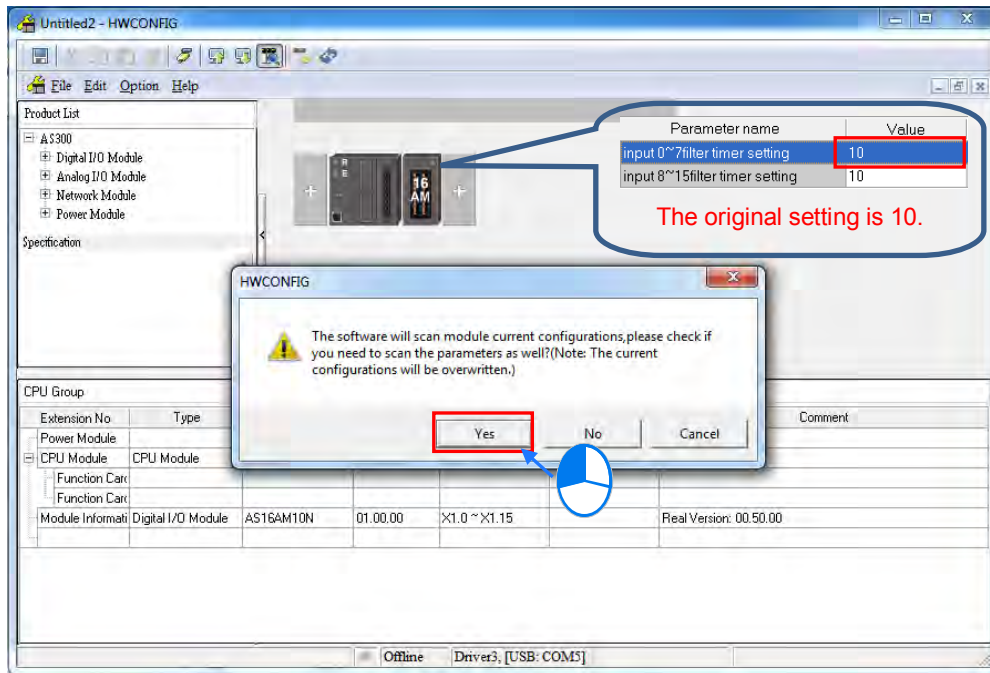 Untitled2 - HWCONFIG
File Edit Option Help
Product List
AS300
Digital I/O Module
Analog I/O Module
Network Module
Power Module
Specification
R
E
16
AM
Parameter name Value
input 0~7filter timer setting 10
input 8~15filter timer setting 10
The original setting is 10.
HWCONFIG
The software will scan module current configurations,please check if
you need to scan the parameters as well?(Note: The current
configurations will be overwritten.)
Yes No Cancel
CPU Group
Extension No Type Comment
Power Module
CPU Module CPU Module
Function Card
Function Card
Module Informati Digital I/O Module AS16AM10N 01.00.00 X1.0 ~ X1.15 Real Version: 00.50.00
Offline Driver3, [USB: COM5]